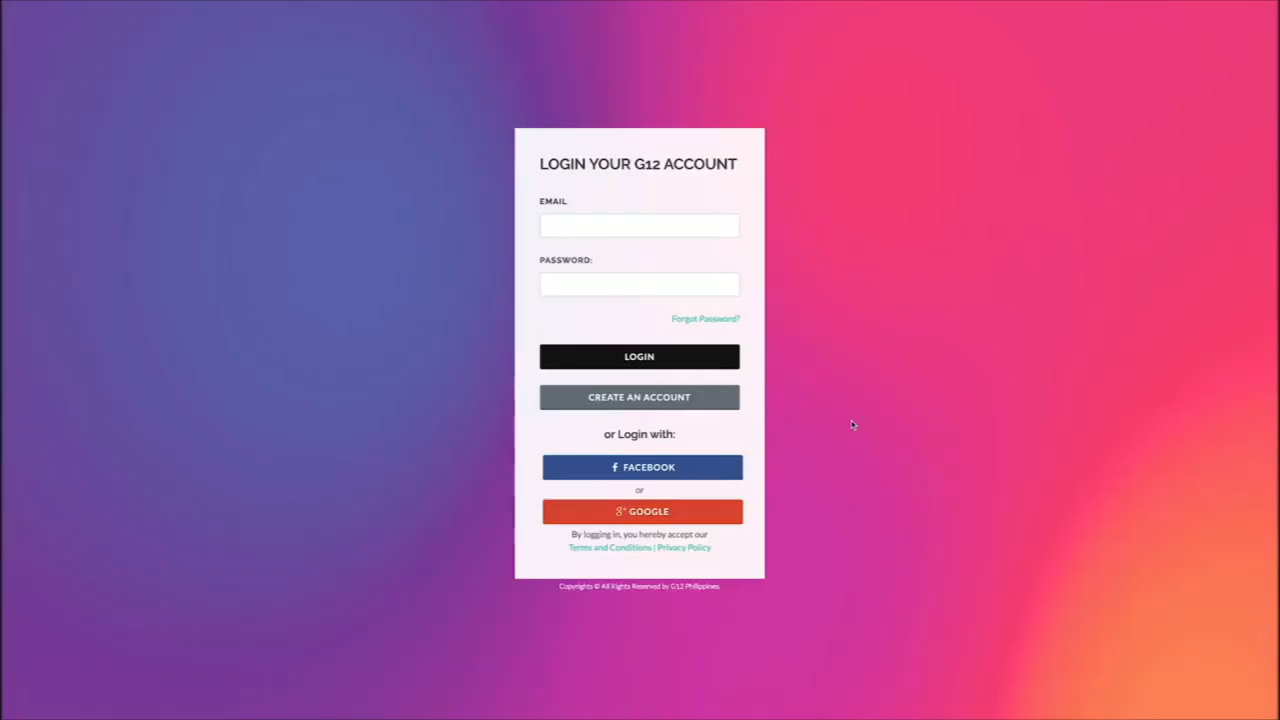 LOGIN YOUR G12 ACCOUNT
EMAIL
PASSWORD:
Forgot Password?
LOGIN
CREATE AN ACCOUNT
or Login with:
f FACEBOOK
or
g+ GOOGLE
By logging in, you hereby accept our
Terms and Conditions | Privacy Policy
Copyrights © All Rights Reserved by G12 Philippines.